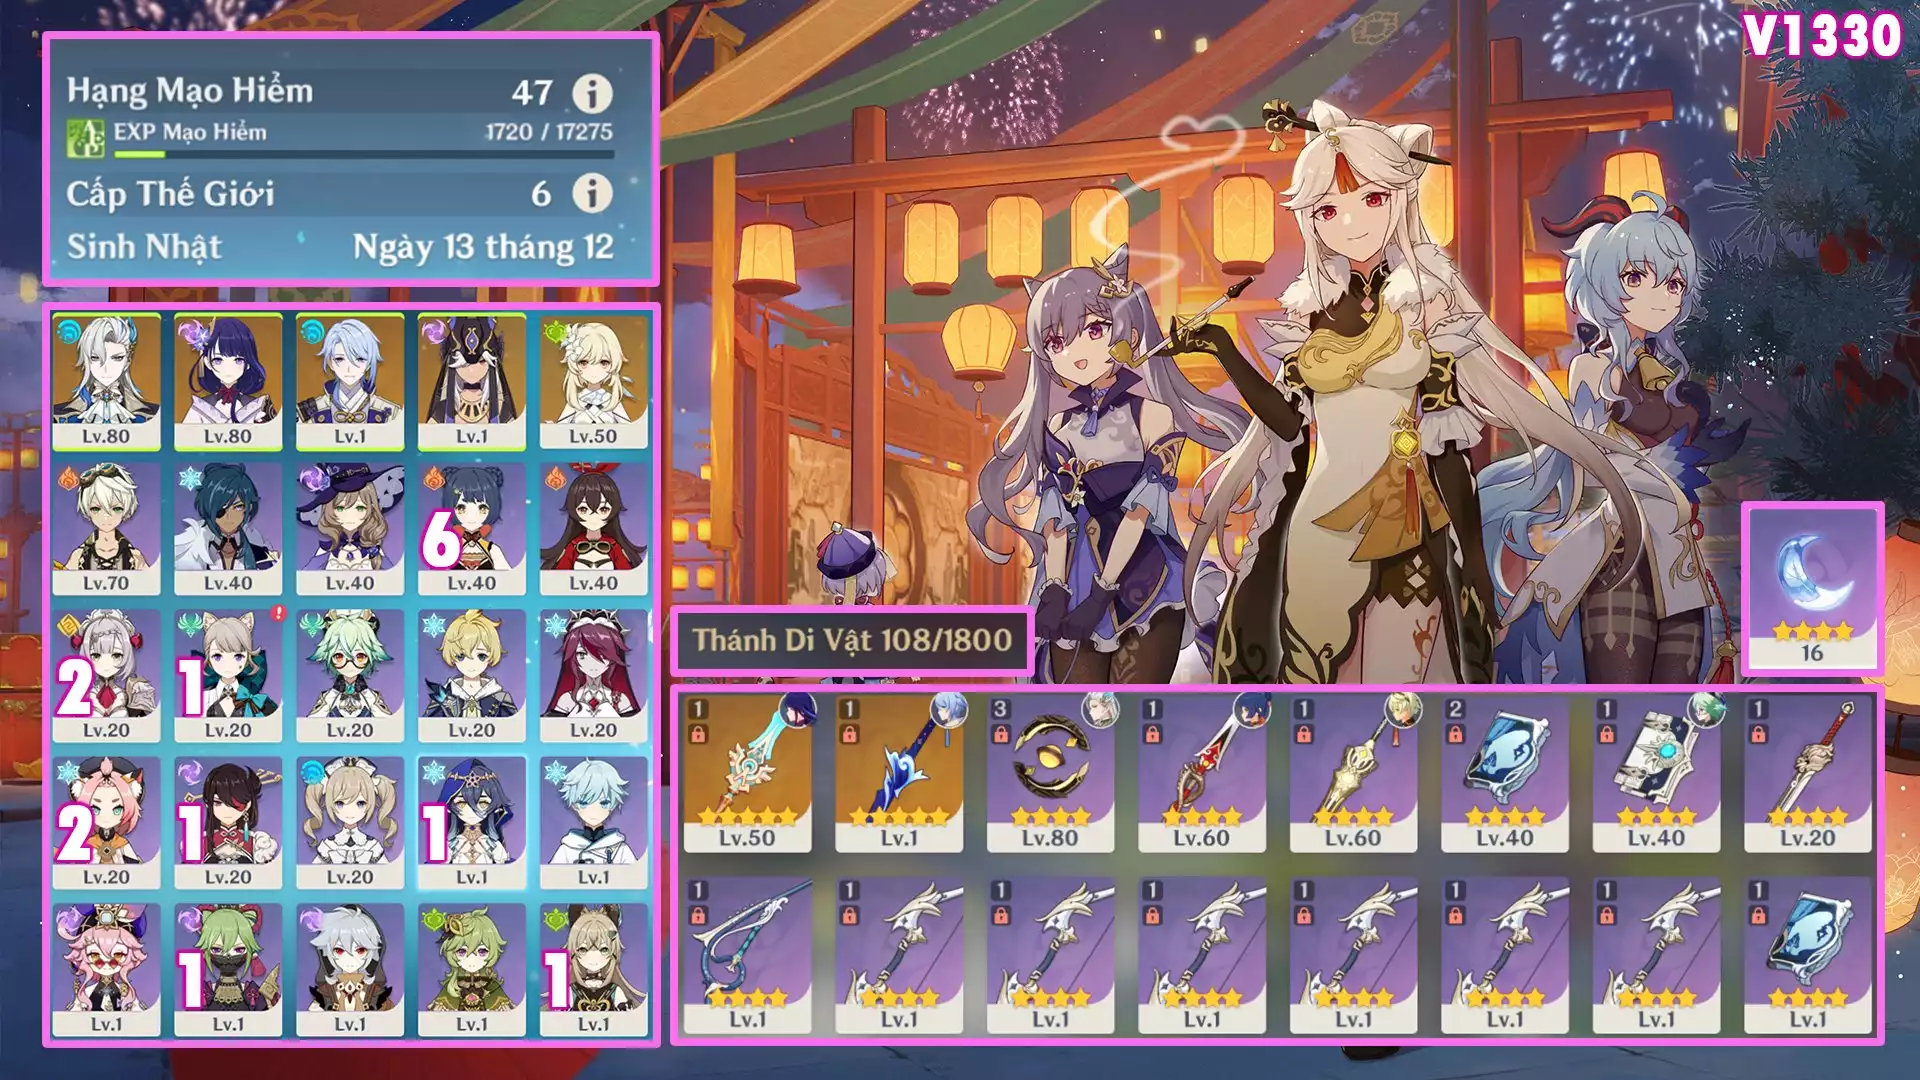 V1330
Hạng Mạo Hiểm 47
EXP Mạo Hiểm 1720 / 17275
Cấp Thế Giới 6
Sinh Nhật Ngày 13 tháng 12
Lv.80 Lv.80 Lv.1 Lv.1 Lv.50
6
Lv.70 Lv.40 Lv.40 Lv.40 Lv.40
2 1
Lv.20 Lv.20 Lv.20 Lv.20 Lv.20
2 1 1
Lv.20 Lv.20 Lv.20 Lv.1 Lv.1
1 1
Lv.1 Lv.1 Lv.1 Lv.1 Lv.1
16
Thánh Di Vật 108/1800
1 1 3 1 1 2 1 1
Lv.50 Lv.1 Lv.80 Lv.60 Lv.60 Lv.40 Lv.40 Lv.20
1 1 1 1 1 1 1 1
Lv.1 Lv.1 Lv.1 Lv.1 Lv.1 Lv.1 Lv.1 Lv.1